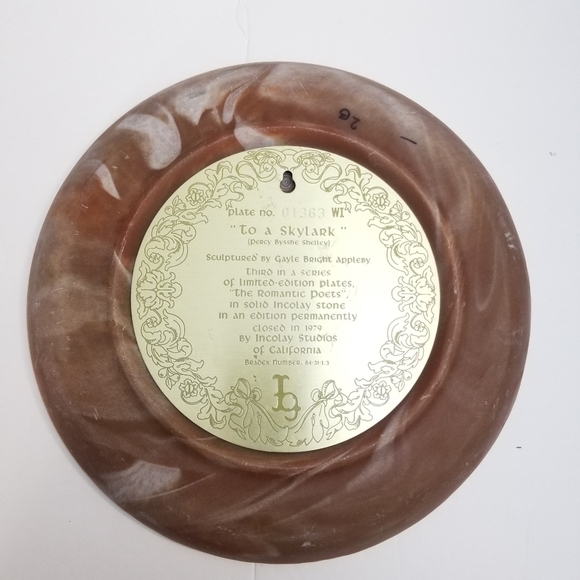 plate no. 01363 WI
"To a Skylark"
(Percy Bysshe Shelley)
Sculptured by Gayle Bright Appleby
Third in a series
of limited-edition plates,
"The Romantic Poets",
in solid Incolay stone
in an edition permanently
closed in 1979
by Incolay Studios
of California
Bradex Number: 84-31-1.3